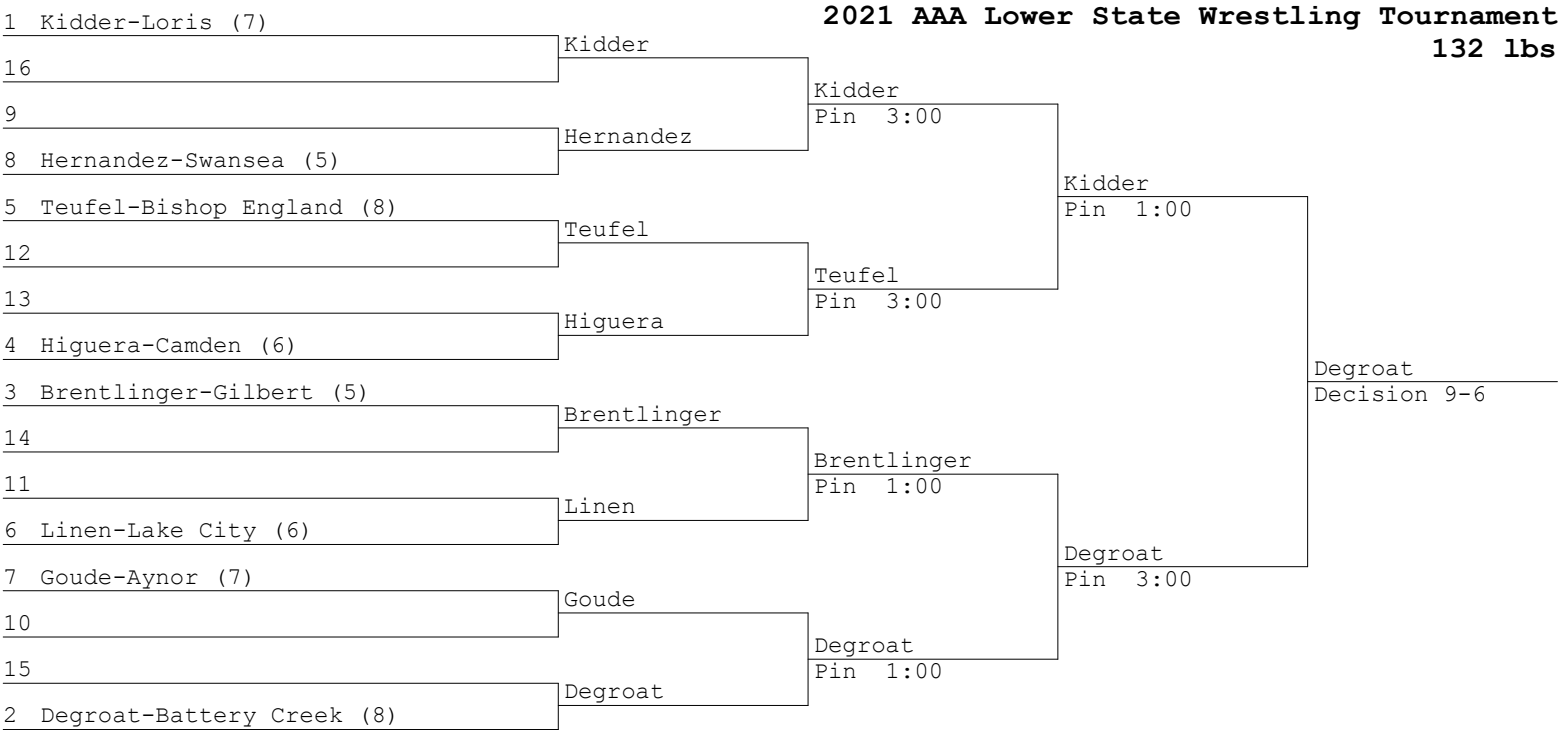 2021 AAA Lower State Wrestling Tournament
132 lbs
1 Kidder-Loris (7)
16
9
8 Hernandez-Swansea (5)
5 Teufel-Bishop England (8)
12
13
4 Higuera-Camden (6)
3 Brentlinger-Gilbert (5)
14
11
6 Linen-Lake City (6)
7 Goude-Aynor (7)
10
15
2 Degroat-Battery Creek (8)
Kidder
Hernandez
Teufel
Higuera
Brentlinger
Linen
Goude
Degroat
Kidder
Pin 3:00
Teufel
Pin 3:00
Brentlinger
Pin 1:00
Degroat
Pin 1:00
Kidder
Pin 1:00
Degroat
Pin 3:00
Degroat
Decision 9-6